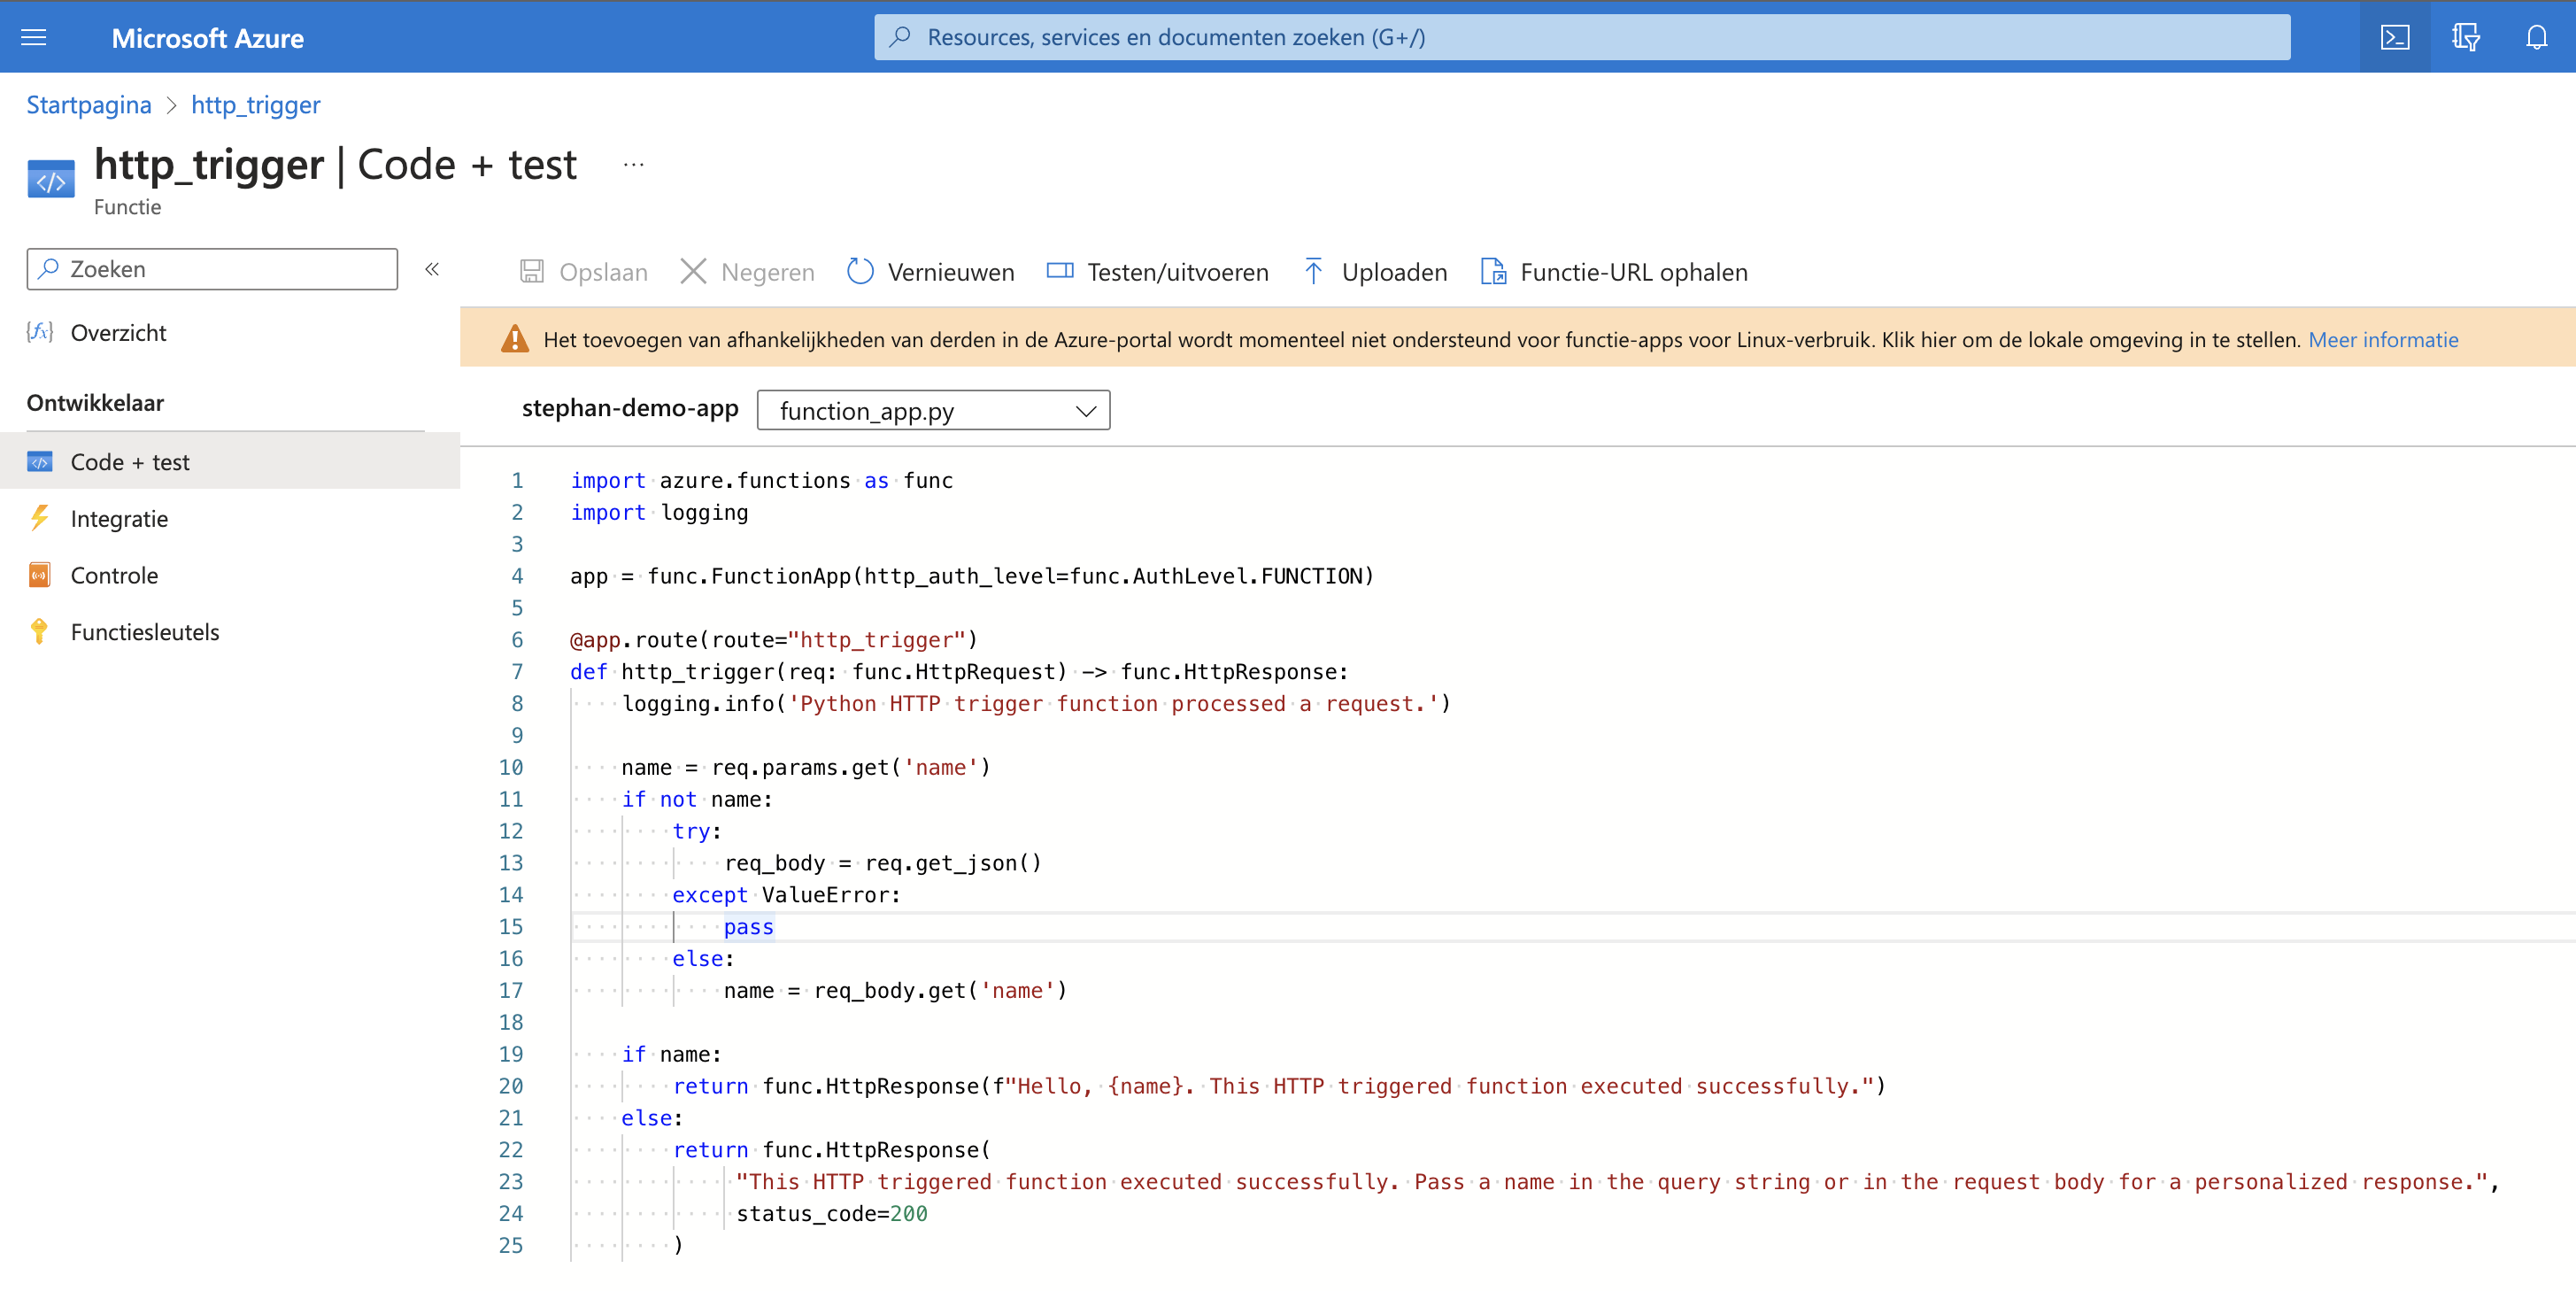 Microsoft Azure
Resources, services en documenten zoeken (G+/)
Startpagina > http_trigger
http_trigger | Code + test ...
Functie
Zoeken «
Overzicht
Ontwikkelaar
Code + test
Integratie
Controle
Functiesleutels
Opslaan Negeren Vernieuwen Testen/uitvoeren Uploaden Functie-URL ophalen
Het toevoegen van afhankelijkheden van derden in de Azure-portal wordt momenteel niet ondersteund voor functie-apps voor Linux-verbruik. Klik hier om de lokale omgeving in te stellen. Meer informatie
stephan-demo-app function_app.py
1 import azure.functions as func
2 import logging
3
4 app = func.FunctionApp(http_auth_level=func.AuthLevel.FUNCTION)
5
6 @app.route(route="http_trigger")
7 def http_trigger(req: func.HttpRequest) -> func.HttpResponse:
8     logging.info('Python HTTP trigger function processed a request.')
9
10     name = req.params.get('name')
11     if not name:
12         try:
13             req_body = req.get_json()
14         except ValueError:
15             pass
16         else:
17             name = req_body.get('name')
18
19     if name:
20         return func.HttpResponse(f"Hello, {name}. This HTTP triggered function executed successfully.")
21     else:
22         return func.HttpResponse(
23              "This HTTP triggered function executed successfully. Pass a name in the query string or in the request body for a personalized response.",
24              status_code=200
25         )